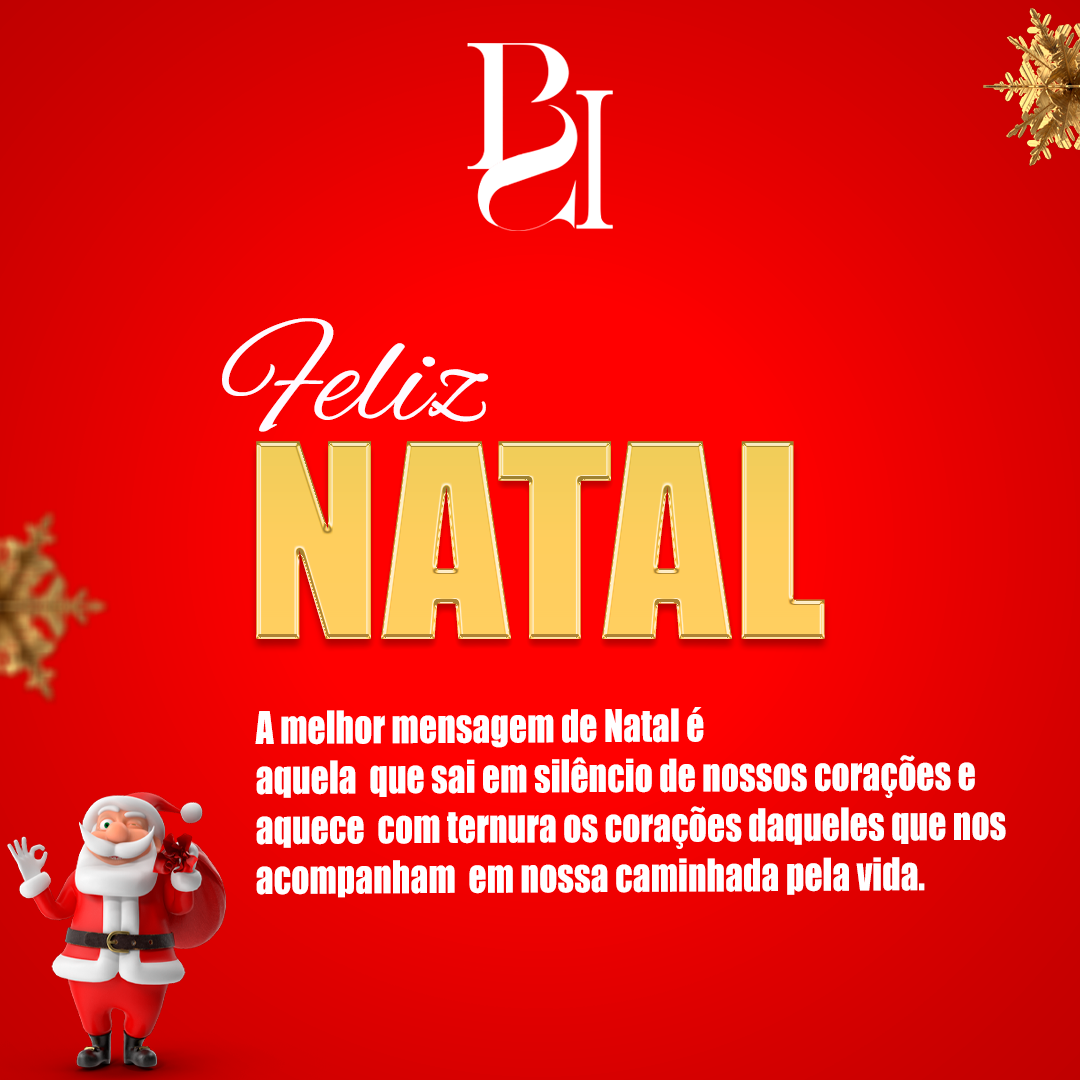 BI
Feliz
NATAL
A melhor mensagem de Natal é
aquela que sai em silêncio de nossos corações e
aquece com ternura os corações daqueles que nos
acompanham em nossa caminhada pela vida.